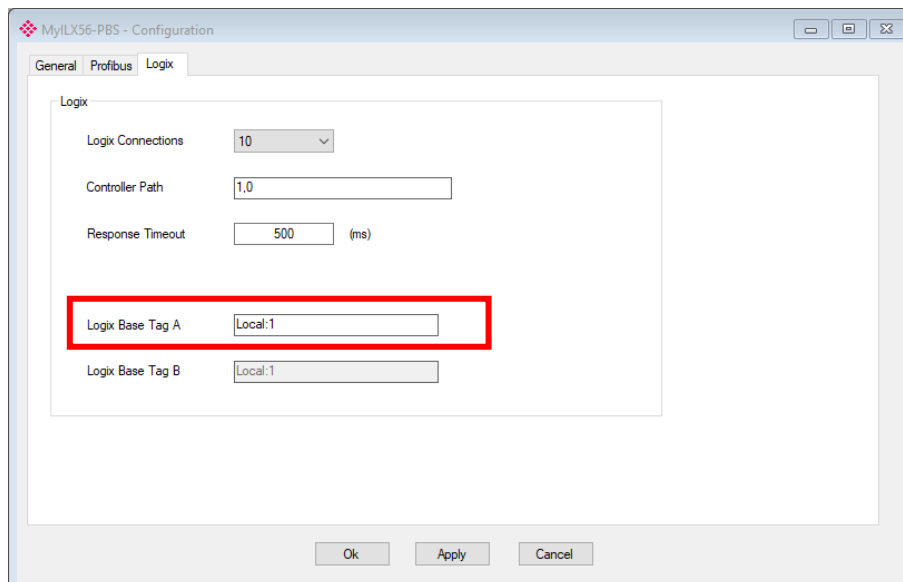 MyILX56-PBS - Configuration
General Profibus Logix
Logix
Logix Connections 10
Controller Path 1,0
Response Timeout 500 (ms)
Logix Base Tag A Local:1
Logix Base Tag B Local:1
Ok Apply Cancel